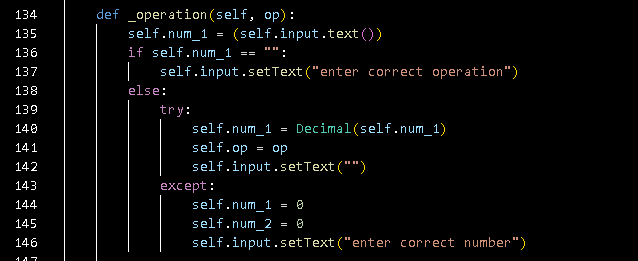 134 def _operation(self, op):
135 self.num_1 = (self.input.text())
136 if self.num_1 == "":
137 self.input.setText("enter correct operation")
138 else:
139 try:
140 self.num_1 = Decimal(self.num_1)
141 self.op = op
142 self.input.setText("")
143 except:
144 self.num_1 = 0
145 self.num_2 = 0
146 self.input.setText("enter correct number")